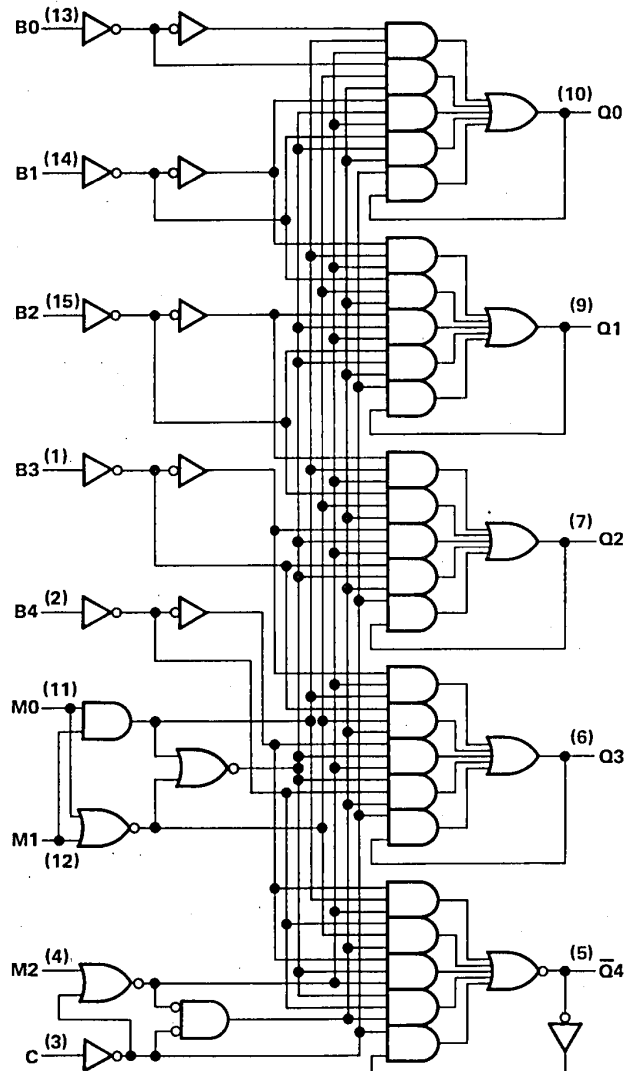 B0 (13)
(10)
Q0
B1 (14)
B2 (15)
(9)
Q1
B3 (1)
(7)
Q2
B4 (2)
M0 (11)
(6)
Q3
M1 (12)
M2 (4)
(5)
Q̅4
C (3)